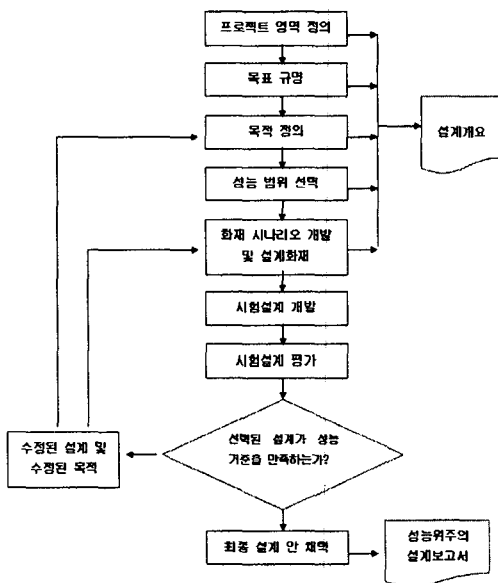 프로젝트 영역 정의
목표 규명
목적 정의
설계개요
성능 범위 선택
화재 시나리오 개발
및 설계화재
시험설계 개발
시험설계 평가
선택된 설계가 성능
기준을 만족하는가?
수정된 설계 및
수정된 목적
최종 설계 안 채택
성능위주의
설계보고서